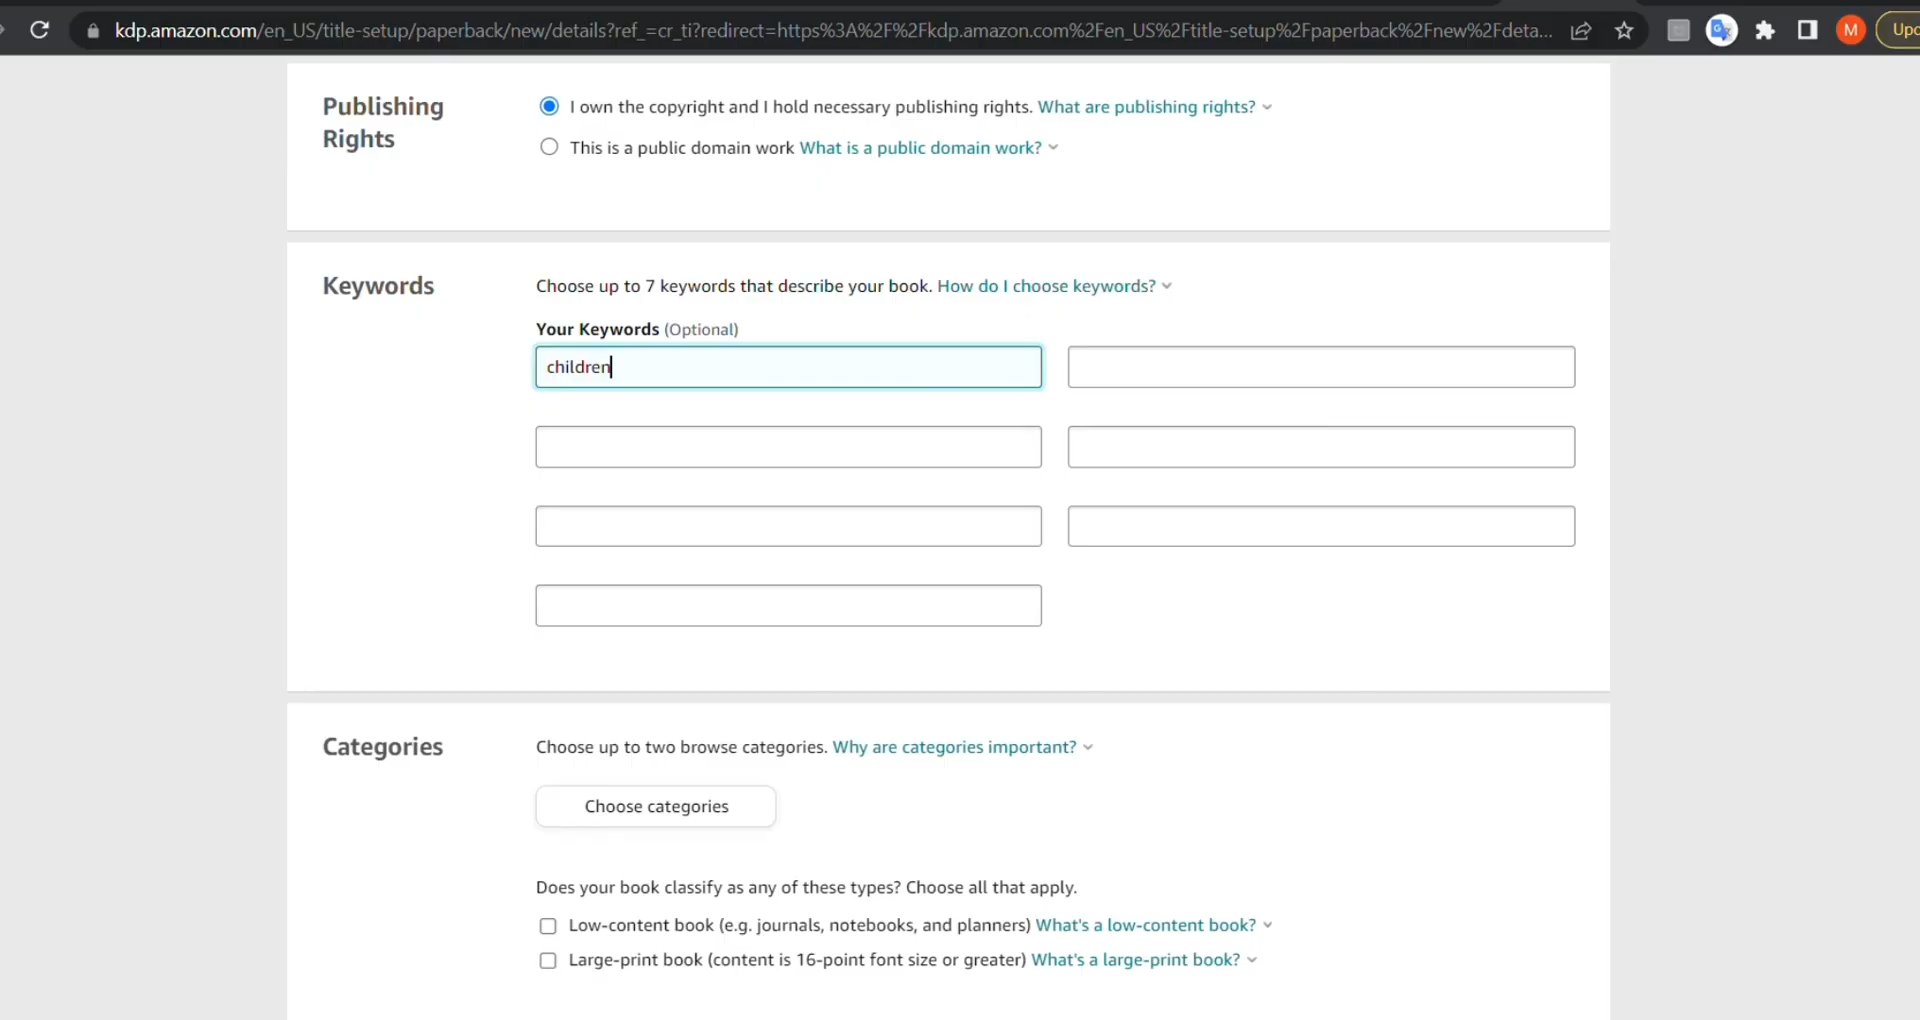 kdp.amazon.com/en_US/title-setup/paperback/new/details?ref_=cr_ti?redirect=https%3A%2F%2Fkdp.amazon.com%2Fen_US%2Ftitle-setup%2Fpaperback%2Fnew%2Fdeta...
M
Upc
Publishing
Rights
I own the copyright and I hold necessary publishing rights. What are publishing rights?
This is a public domain work What is a public domain work?
Keywords
Choose up to 7 keywords that describe your book. How do I choose keywords?
Your Keywords (Optional)
children
Categories
Choose up to two browse categories. Why are categories important?
Choose categories
Does your book classify as any of these types? Choose all that apply.
Low-content book (e.g. journals, notebooks, and planners) What's a low-content book?
Large-print book (content is 16-point font size or greater) What's a large-print book?